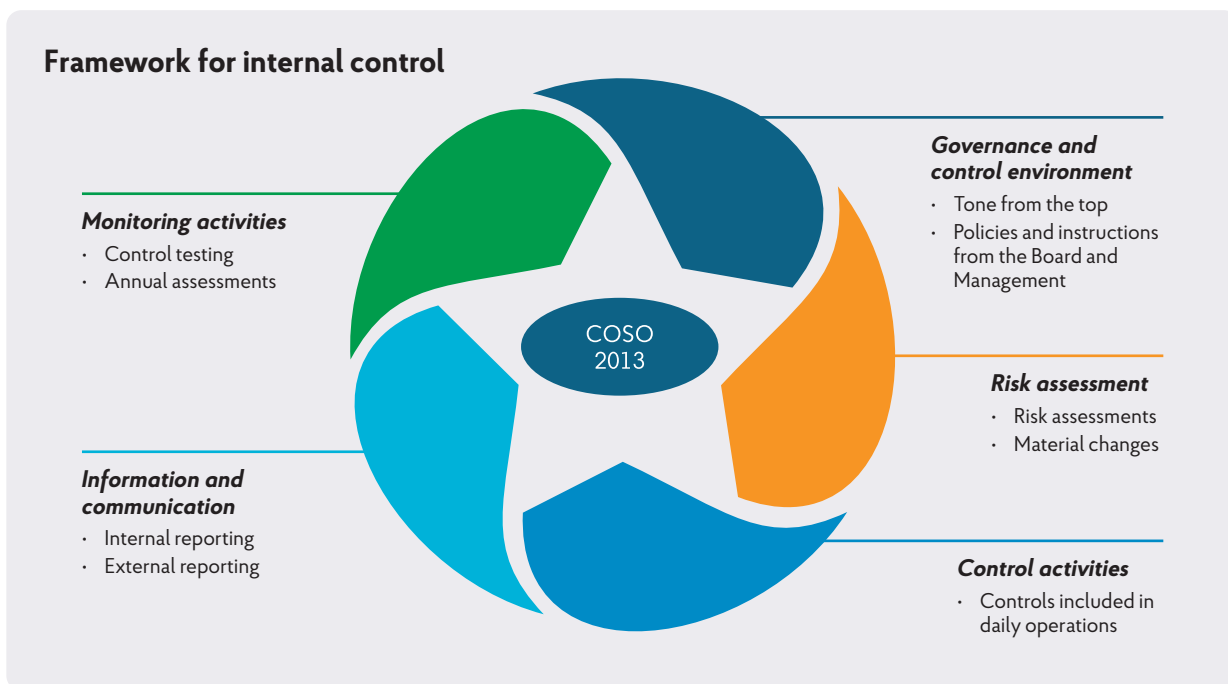 Framework for internal control
Governance and
control environment
· Tone from the top
· Policies and instructions
from the Board and
Management
Risk assessment
· Risk assessments
· Material changes
Control activities
· Controls included in
daily operations
Information and
communication
· Internal reporting
· External reporting
Monitoring activities
· Control testing
· Annual assessments
COSO
2013